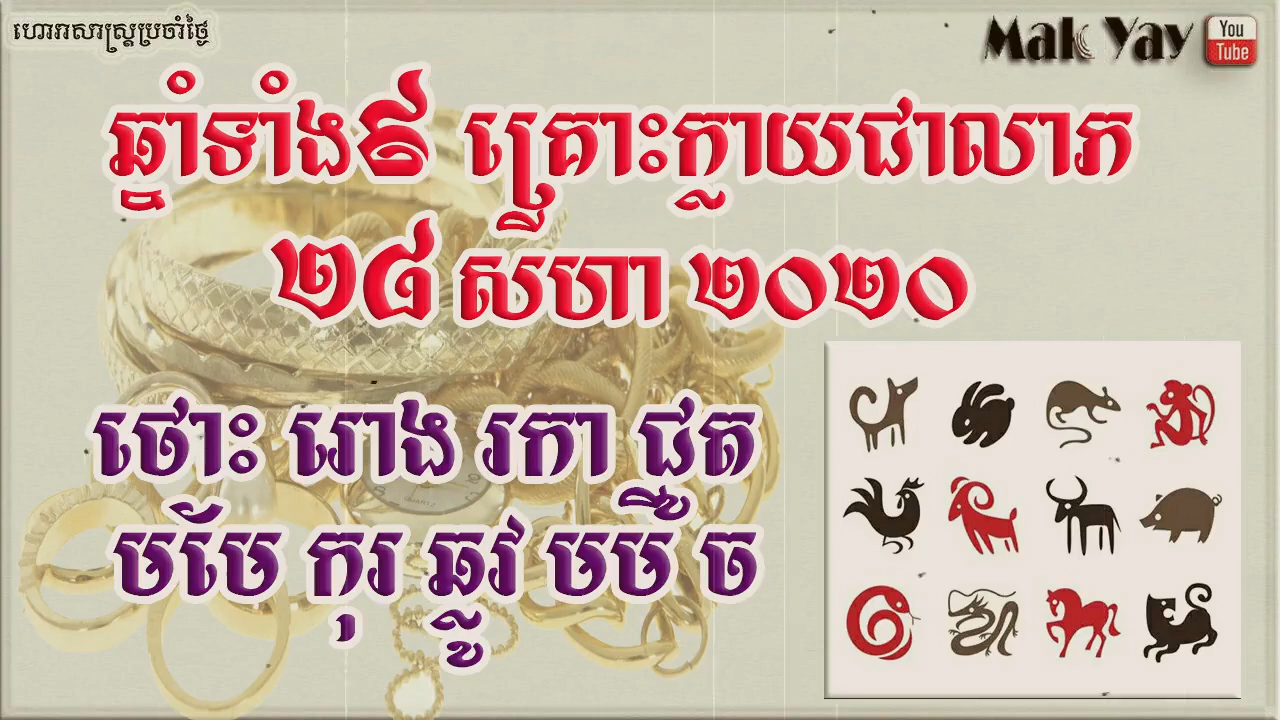 ហោរាសាស្ត្រប្រចាំថ្ងៃ
Mak Yay You Tube
ឆ្នាំទាំង៩ គ្រោះក្លាយជាលាភ
២៨ សីហា ២០២០
ថោះ រោង រកា ជូត
មមែ កុរ ឆ្លូវ មមី ច
QUARTZ